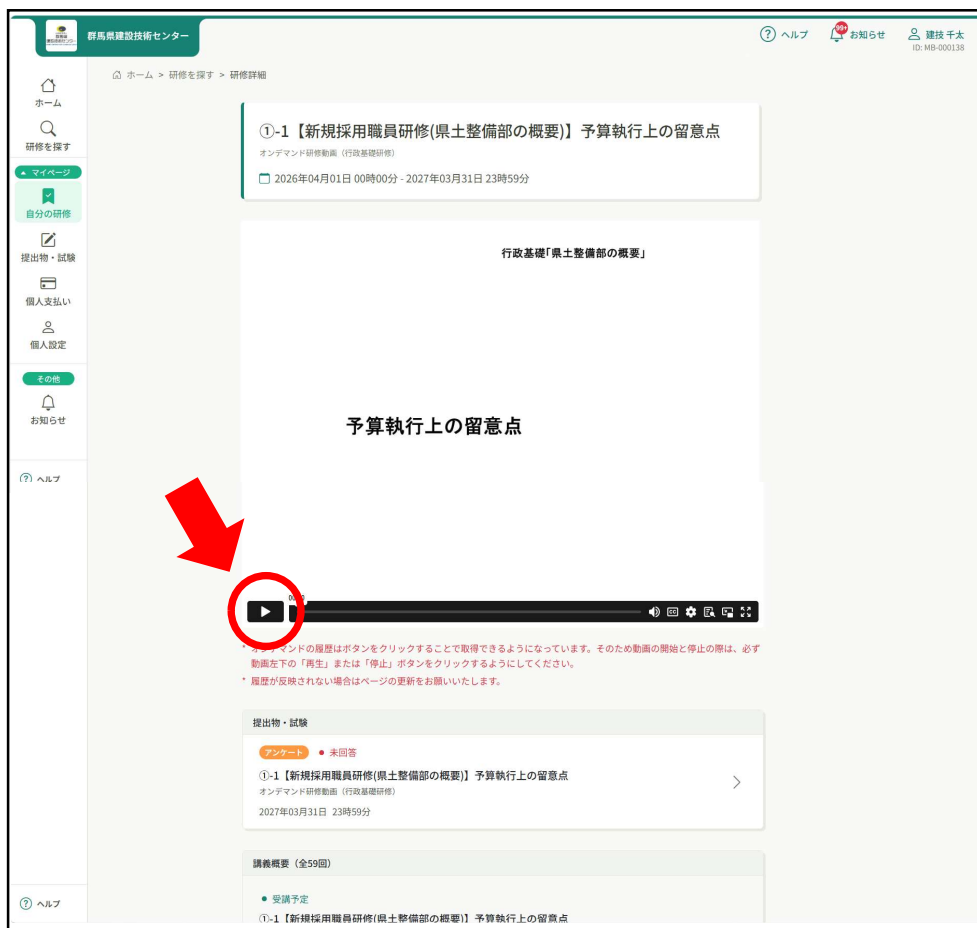 群馬県建設技術センター
ヘルプ
99+
お知らせ
建技 千太
ID: MB-000138
ホーム > 研修を探す > 研修詳細
ホーム
研修を探す
マイページ
自分の研修
提出物・試験
個人支払い
個人設定
その他
お知らせ
ヘルプ
①-1【新規採用職員研修(県土整備部の概要)】予算執行上の留意点
オンデマンド研修動画（行政基礎研修）
2026年04月01日 00時00分 - 2027年03月31日 23時59分
行政基礎「県土整備部の概要」
予算執行上の留意点
CC
* オンデマンドの履歴はボタンをクリックすることで取得できるようになっています。そのため動画の開始と停止の際は、必ず
動画左下の「再生」または「停止」ボタンをクリックするようにしてください。
* 履歴が反映されない場合はページの更新をお願いいたします。
提出物・試験
アンケート
未回答
①-1【新規採用職員研修(県土整備部の概要)】予算執行上の留意点
オンデマンド研修動画（行政基礎研修）
2027年03月31日 23時59分
講義概要（全59回）
受講予定
①-1【新規採用職員研修(県土整備部の概要)】予算執行上の留意点
ヘルプ